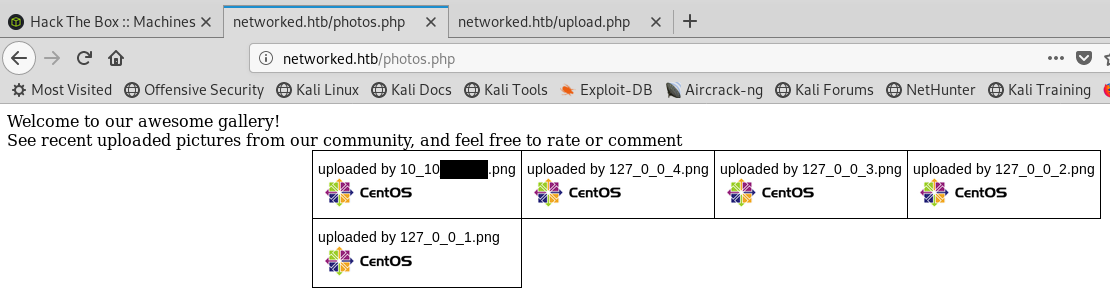 Hack The Box :: Machines
networked.htb/photos.php
networked.htb/upload.php
networked.htb/photos.php
Most Visited Offensive Security Kali Linux Kali Docs Kali Tools Exploit-DB Aircrack-ng Kali Forums NetHunter Kali Training
Welcome to our awesome gallery!
See recent uploaded pictures from our community, and feel free to rate or comment
uploaded by 10_10 .png
CentOS
uploaded by 127_0_0_4.png
CentOS
uploaded by 127_0_0_3.png
CentOS
uploaded by 127_0_0_2.png
CentOS
uploaded by 127_0_0_1.png
CentOS